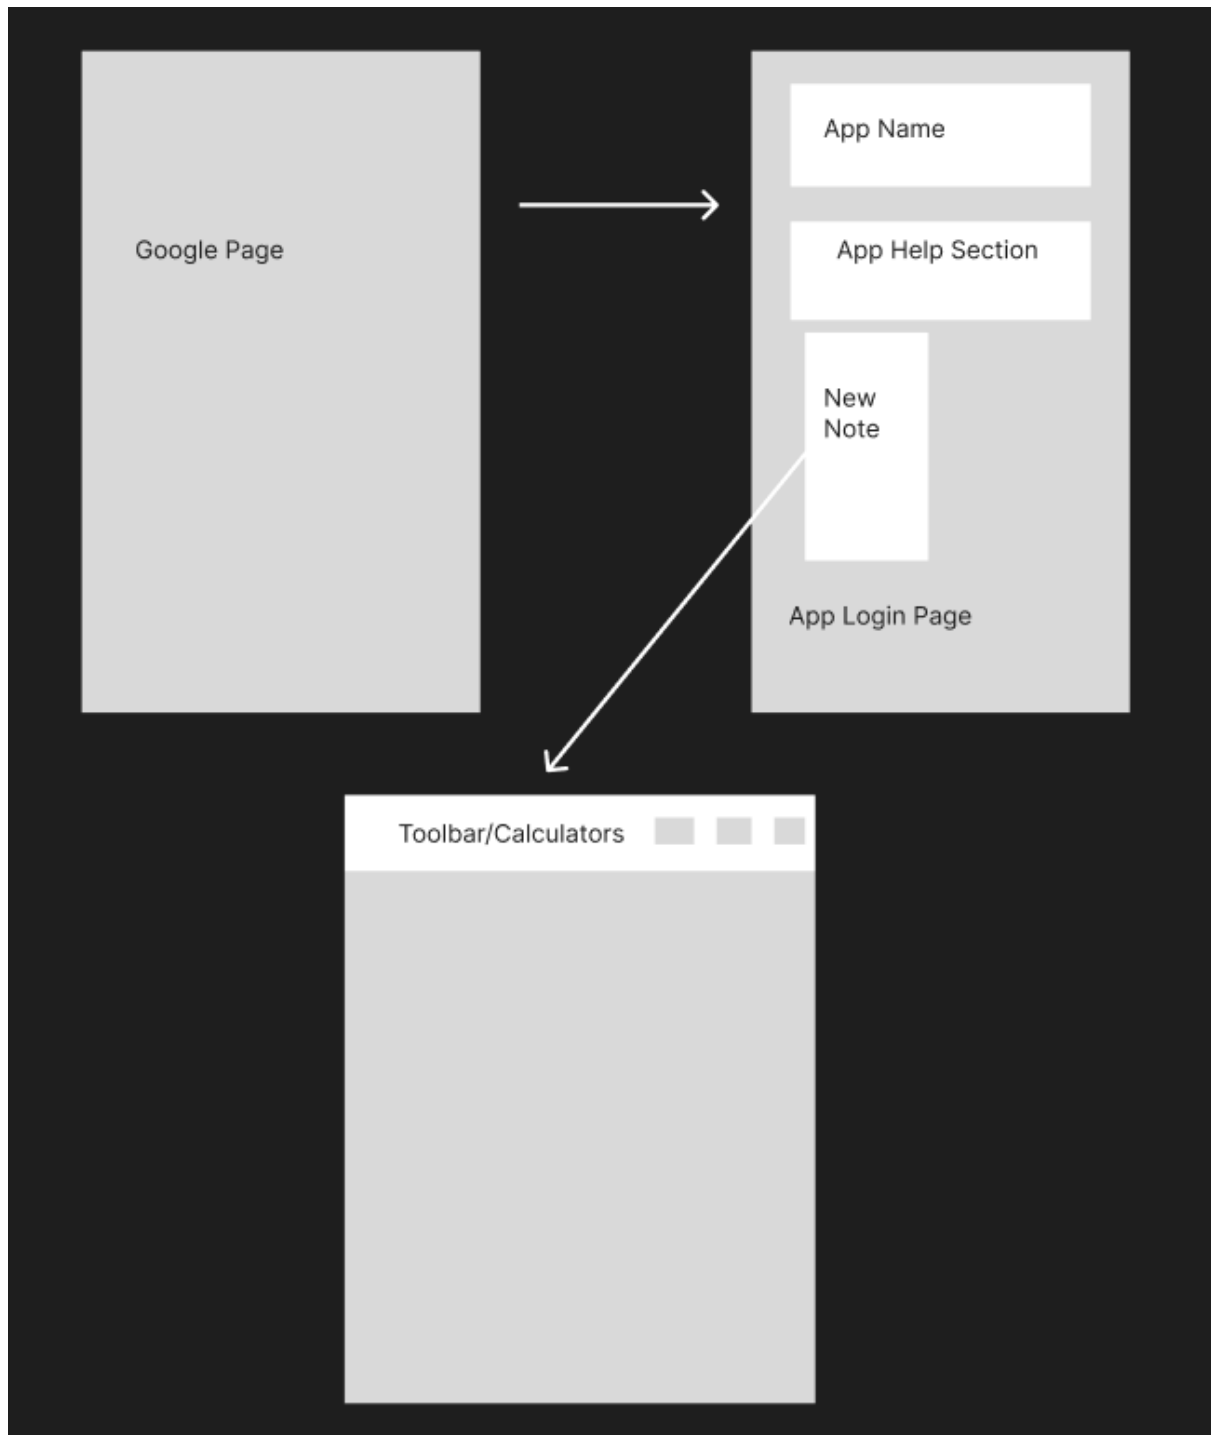 App Name
Google Page
App Help Section
New
Note
App Login Page
Toolbar/Calculators